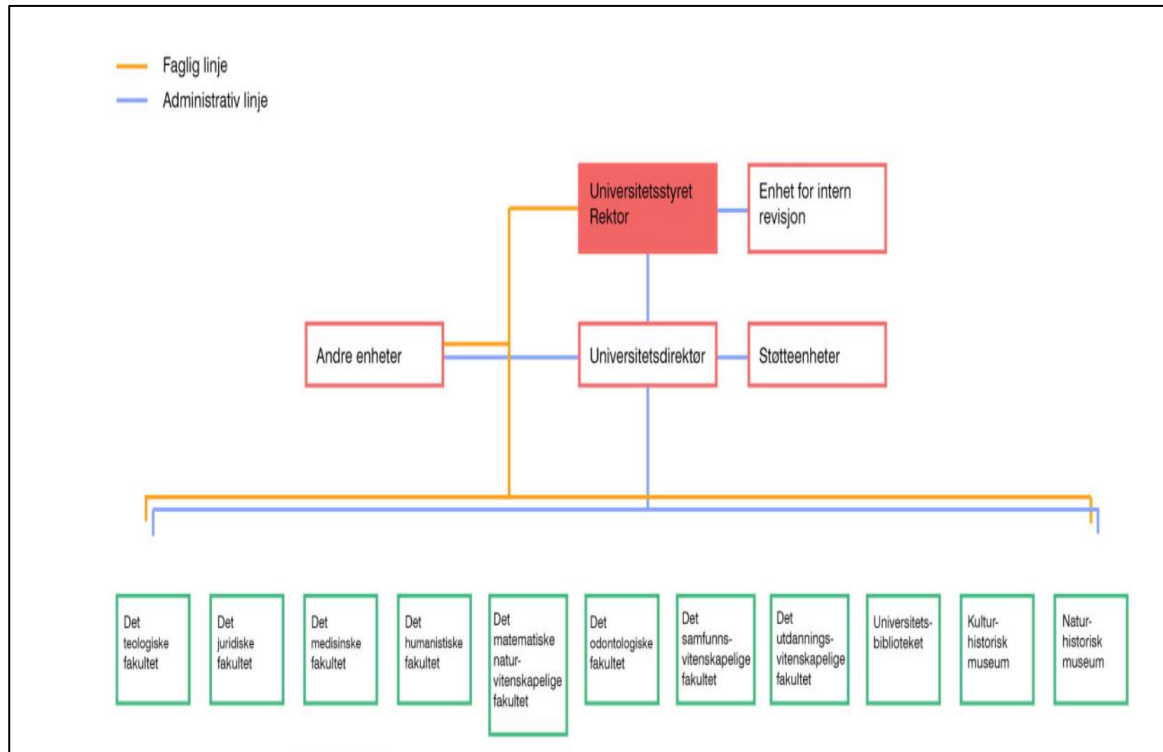 Faglig linje
Administrativ linje
Universitetsstyret
Rektor
Enhet for intern
revisjon
Andre enheter
Universitetsdirektør
Støtteenheter
Det
teologiske
fakultet
Det
juridiske
fakultet
Det
medisinske
fakultet
Det
humanistiske
fakultet
Det
matematiske
natur-
vitenskapelige
fakultet
Det
odontologiske
fakultet
Det
samfunns-
vitenskapelige
fakultet
Det
utdannings-
vitenskapelige
fakultet
Universitets-
biblioteket
Kultur-
historisk
museum
Natur-
historisk
museum